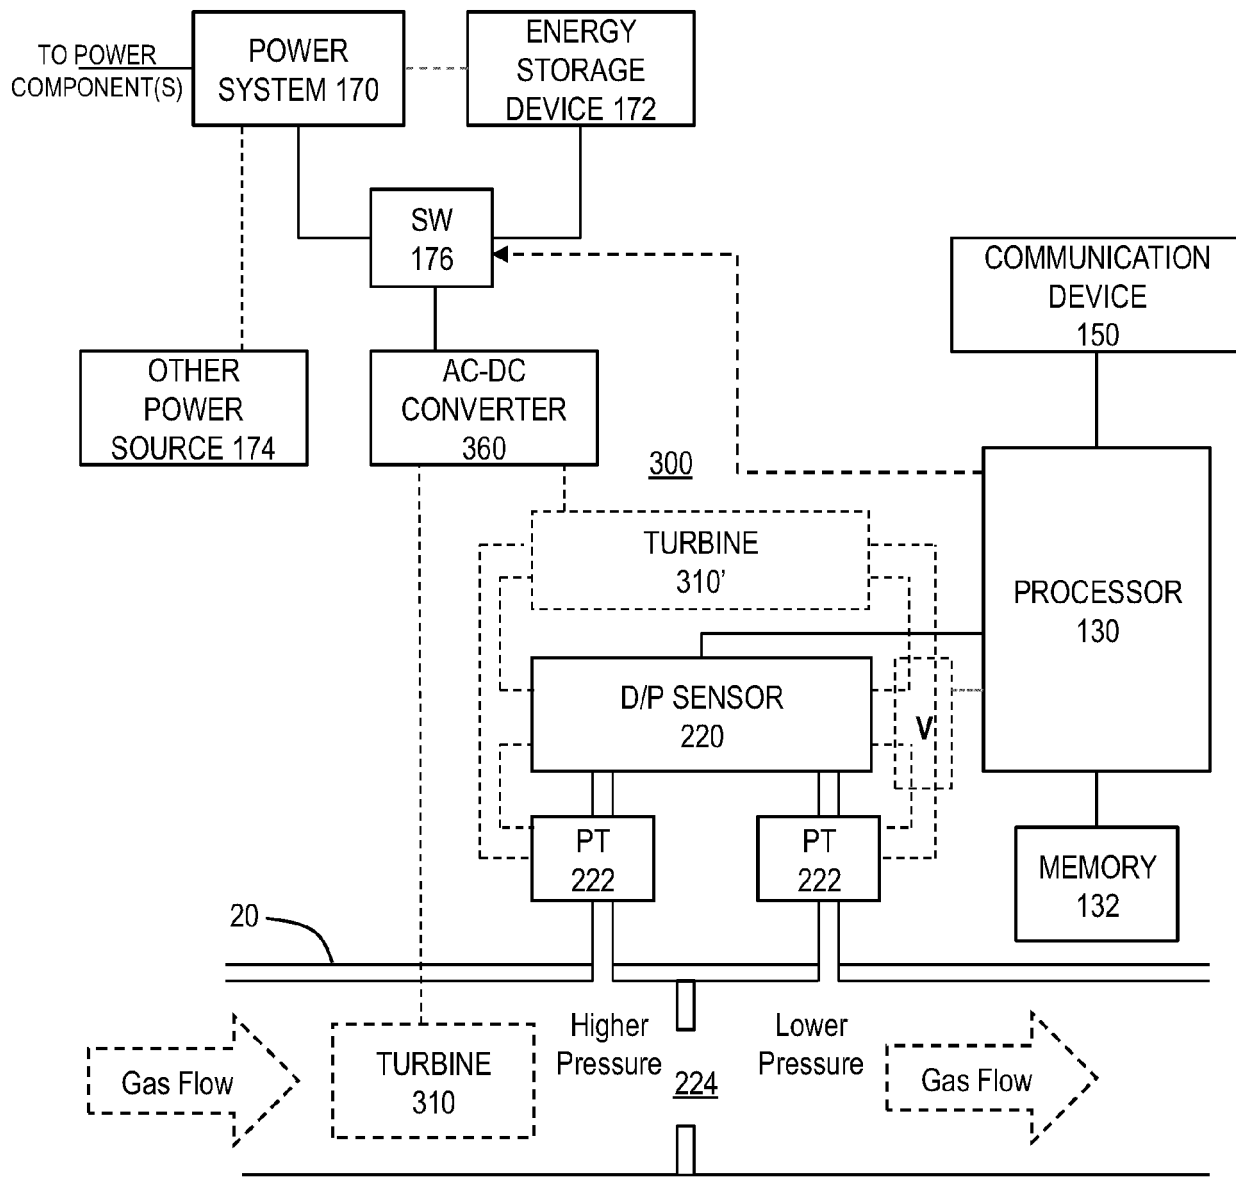 TO POWER
COMPONENT(S)
POWER
SYSTEM 170
ENERGY
STORAGE
DEVICE 172
SW
176
COMMUNICATION
DEVICE
150
OTHER
POWER
SOURCE 174
AC-DC
CONVERTER
360
300
TURBINE
310'
PROCESSOR
130
D/P SENSOR
220
V
PT
222
PT
222
MEMORY
132
20
Gas Flow
TURBINE
310
Higher
Pressure
224
Lower
Pressure
Gas Flow